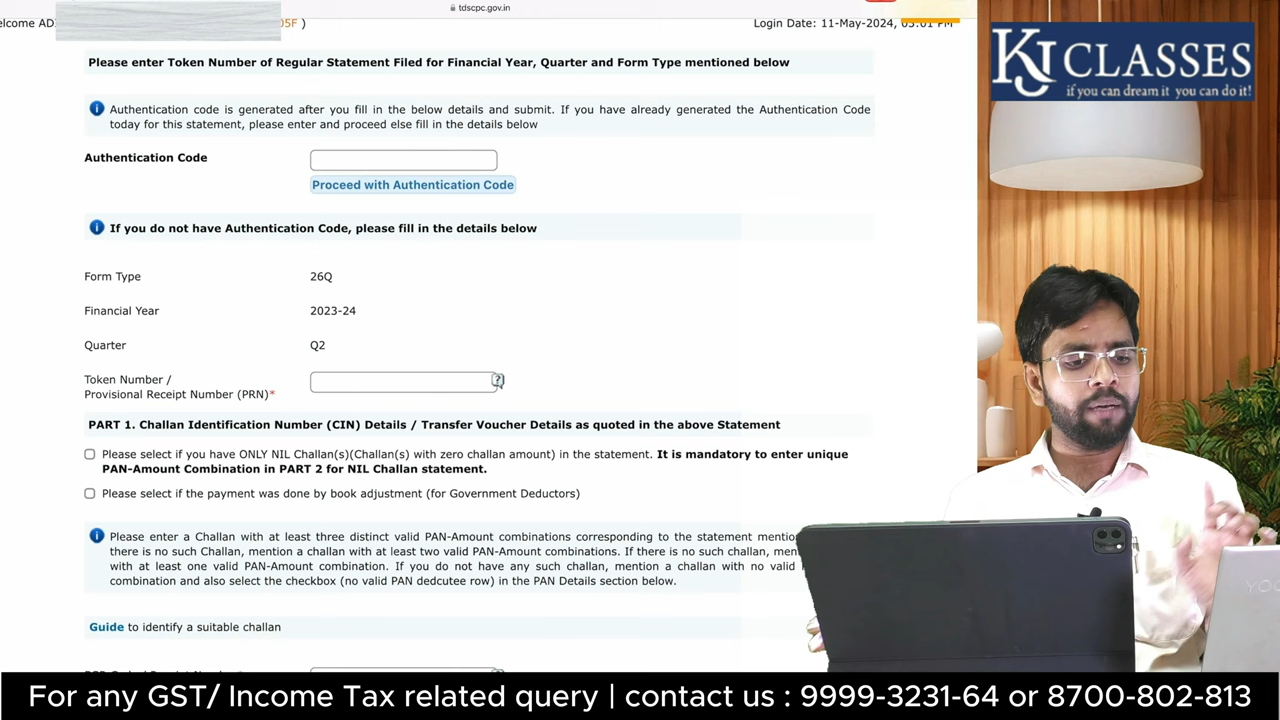 tdscpc.gov.in
elcome AD
05F )
Login Date: 11-May-2024, 05:01 PM
KJ CLASSES
if you can dream it you can do it!
Please enter Token Number of Regular Statement Filed for Financial Year, Quarter and Form Type mentioned below
Authentication code is generated after you fill in the below details and submit. If you have already generated the Authentication Code
today for this statement, please enter and proceed else fill in the details below
Authentication Code
Proceed with Authentication Code
If you do not have Authentication Code, please fill in the details below
Form Type 26Q
Financial Year 2023-24
Quarter Q2
Token Number /
Provisional Receipt Number (PRN)*
PART 1. Challan Identification Number (CIN) Details / Transfer Voucher Details as quoted in the above Statement
Please select if you have ONLY NIL Challan(s)(Challan(s) with zero challan amount) in the statement. It is mandatory to enter unique
PAN-Amount Combination in PART 2 for NIL Challan statement.
Please select if the payment was done by book adjustment (for Government Deductors)
Please enter a Challan with at least three distinct valid PAN-Amount combinations corresponding to the statement mentio
there is no such Challan, mention a challan with at least two valid PAN-Amount combinations. If there is no such challan, men
with at least one valid PAN-Amount combination. If you do not have any such challan, mention a challan with no valid
combination and also select the checkbox (no valid PAN dedcutee row) in the PAN Details section below.
Guide to identify a suitable challan
For any GST/ Income Tax related query | contact us : 9999-3231-64 or 8700-802-813